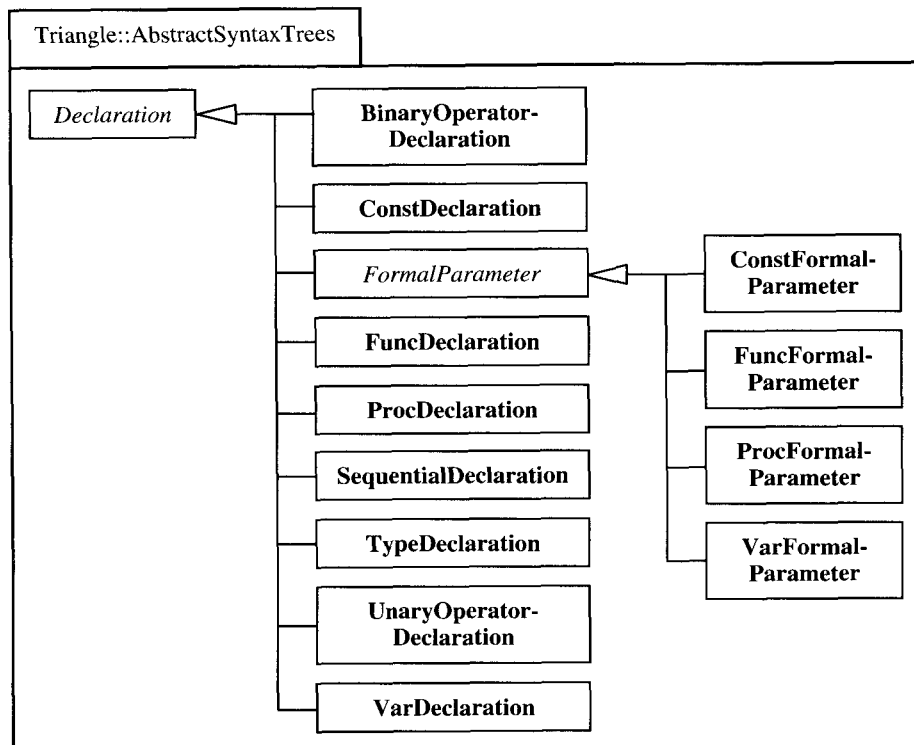 Triangle::AbstractSyntaxTrees
Declaration
BinaryOperator-
Declaration
ConstDeclaration
FormalParameter
FuncDeclaration
ProcDeclaration
SequentialDeclaration
TypeDeclaration
UnaryOperator-
Declaration
VarDeclaration
ConstFormal-
Parameter
FuncFormal-
Parameter
ProcFormal-
Parameter
VarFormal-
Parameter